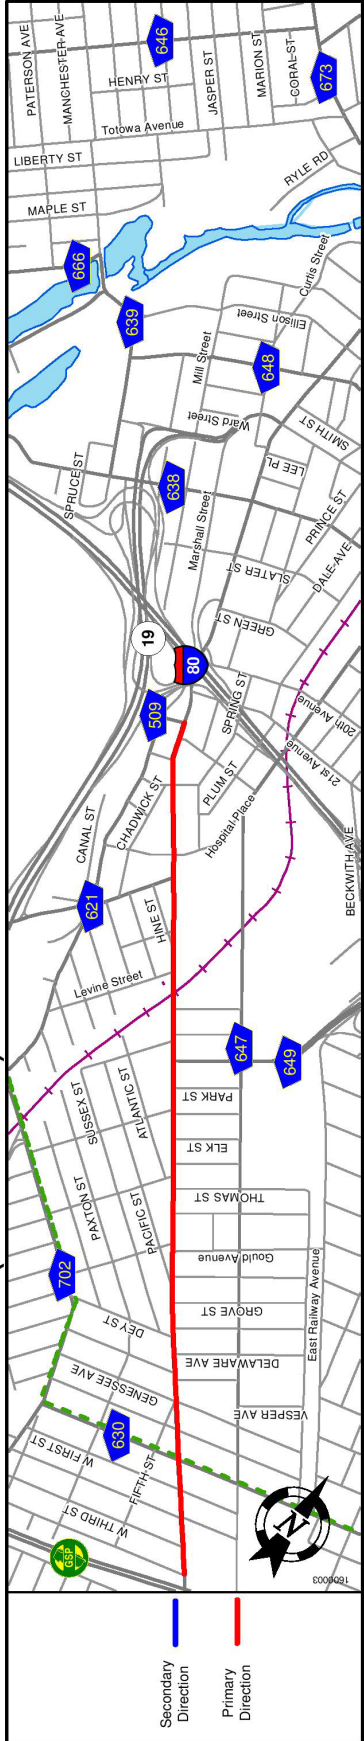 PATERSON AVE
MANCHESTER AVE
646
HENRY ST
JASPER ST
MARION ST
CORAL ST
673
Totowa Avenue
LIBERTY ST
RYLE RD
MAPLE ST
666
639
Curtis Street
Ellison Street
Mill Street
648
Ward Street
SMITH ST
SPRUCE ST
638
LEE PL
Marshall Street
PRINCE ST
SLATER ST
DALE AVE
GREEN ST
19
80
509
SPRING ST
20th Avenue
21st Avenue
CANAL ST
CHADWICK ST
PLUM ST
Hospital Place
BECKWITH AVE
621
HINE ST
Levine Street
647
649
PARK ST
SUSSEX ST
ATLANTIC ST
ELK ST
PAXTON ST
PACIFIC ST
THOMAS ST
702
Gould Avenue
DEY ST
GROVE ST
East Railway Avenue
GENESSEE AVE
DELAWARE AVE
630
VESPER AVE
W FIRST ST
FIFTH ST
W THIRD ST
GSP
N
1600003
Secondary
Direction
Primary
Direction